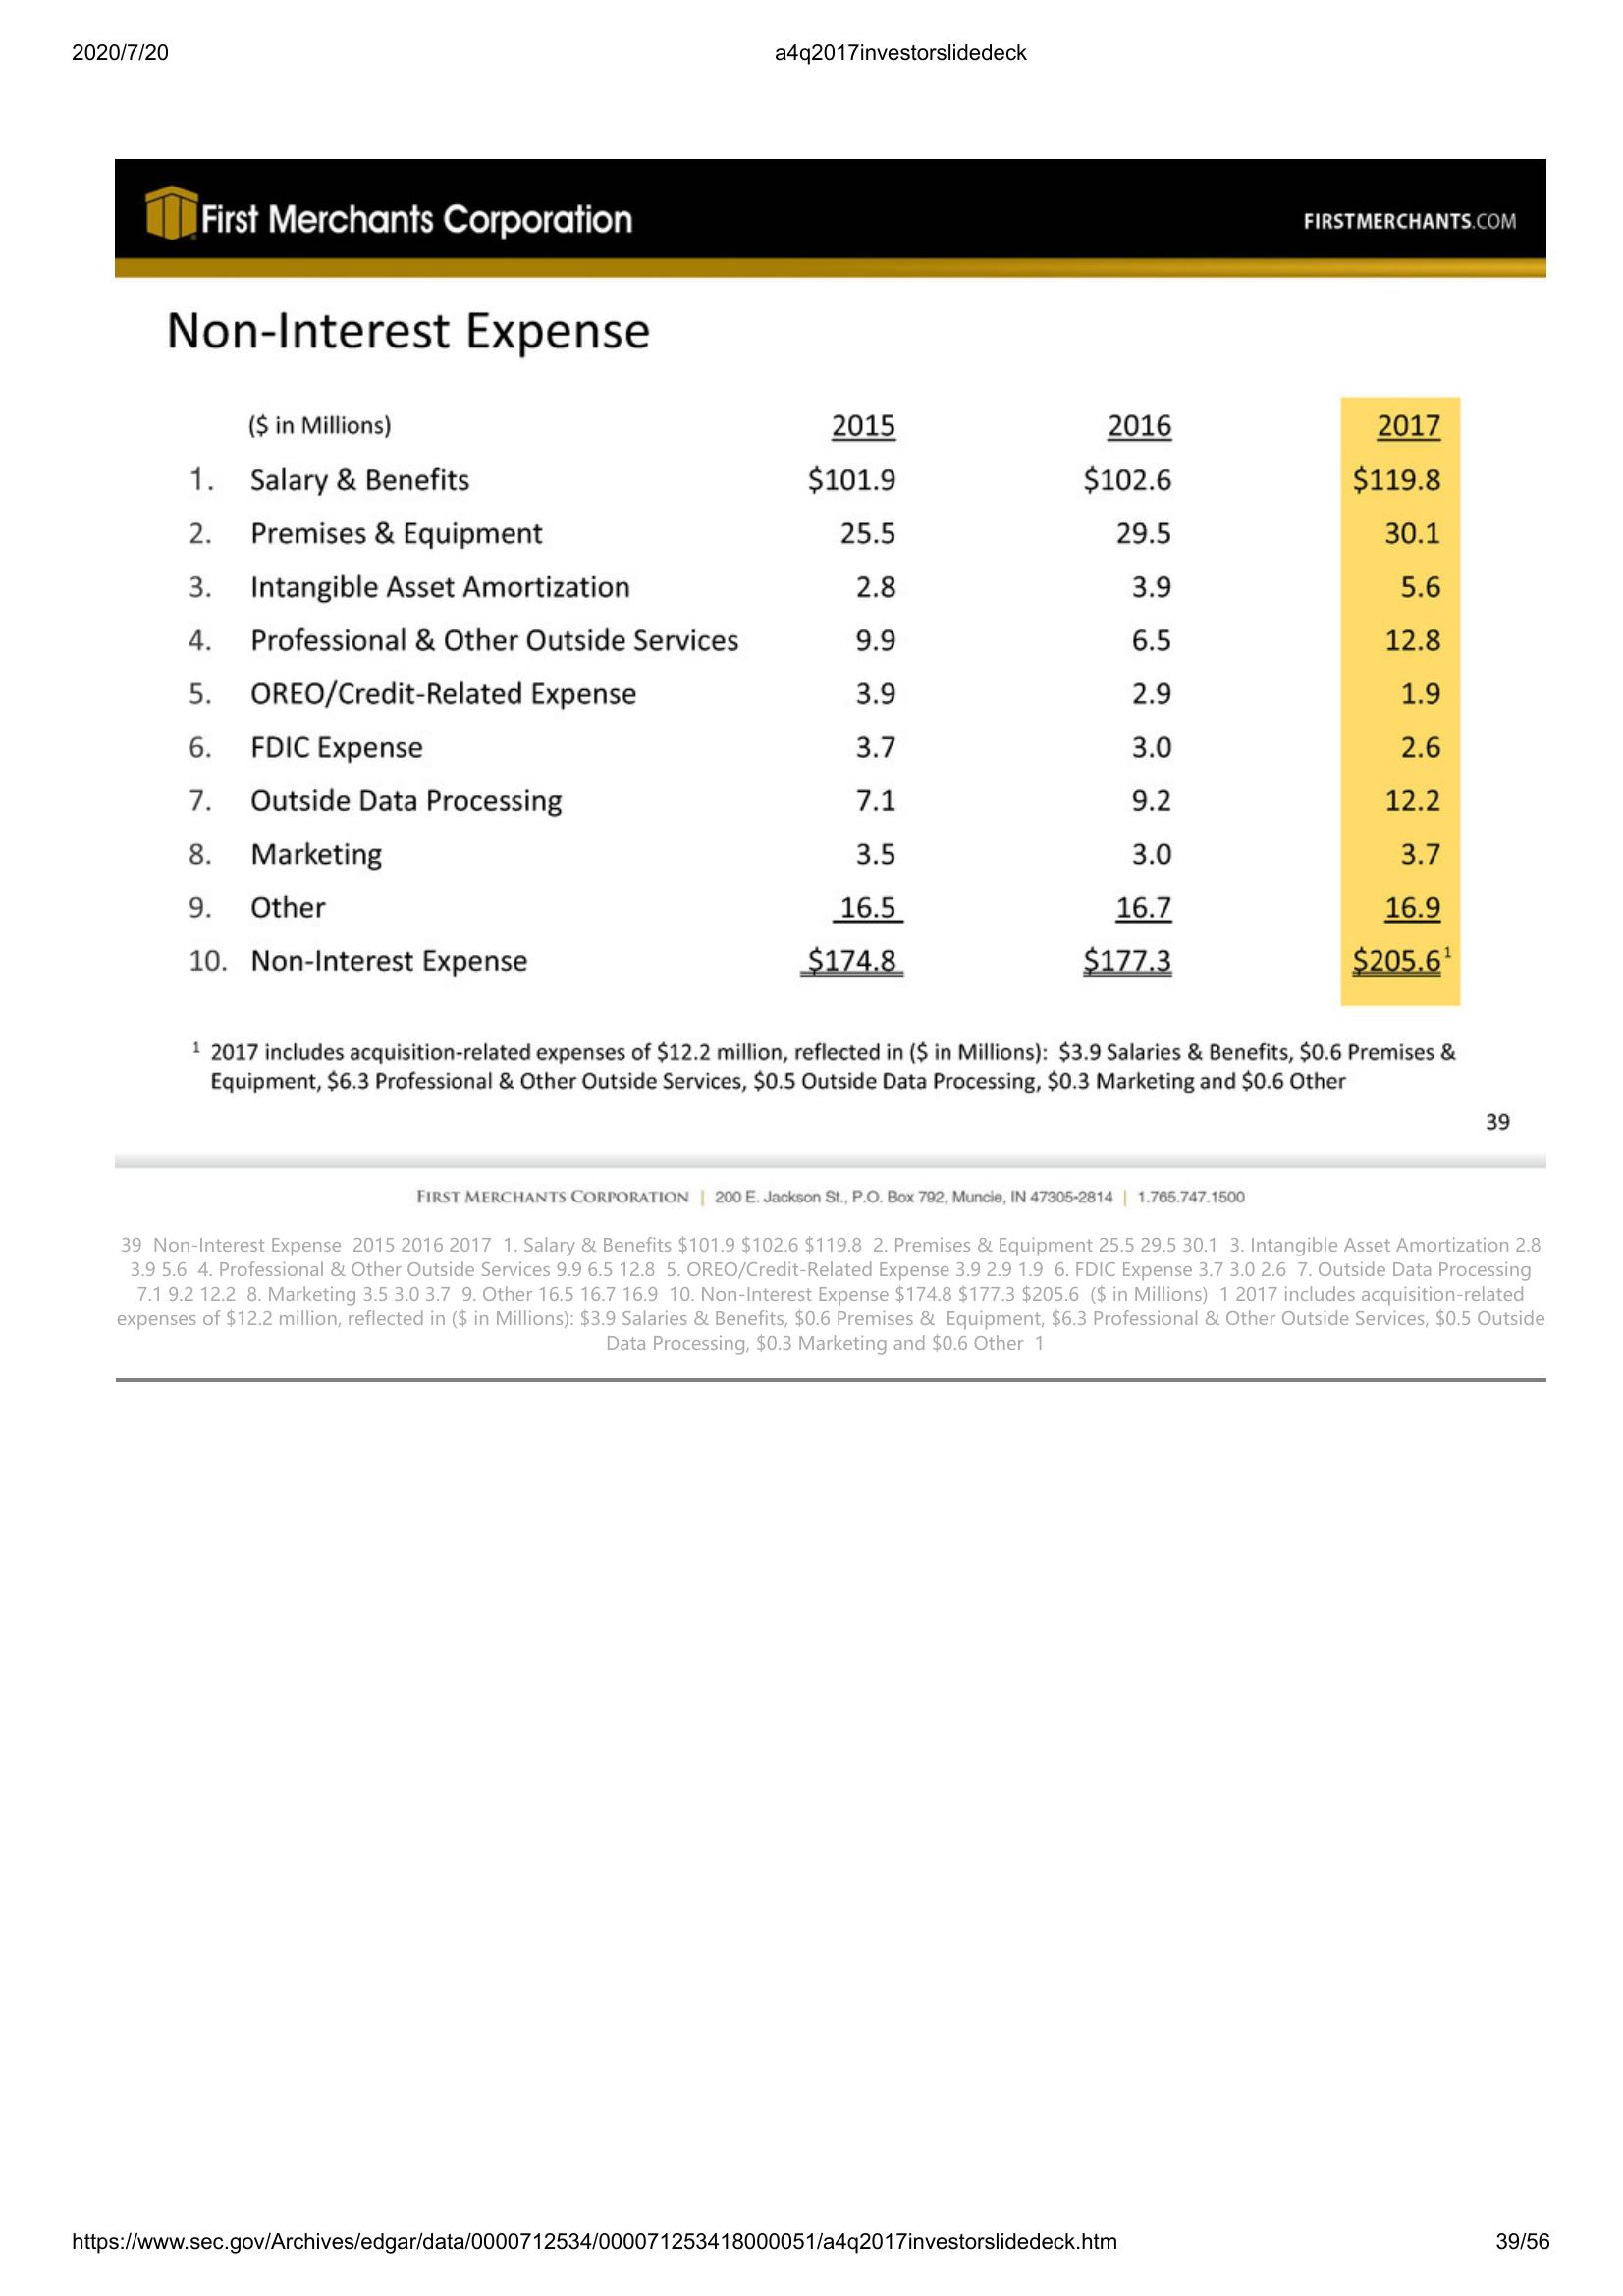 2020/7/20 a4q2017investorslidedeck
First Merchants Corporation FIRSTMERCHANTS.COM
Non-Interest Expense
($ in Millions) 2015 2016 2017
1. Salary & Benefits $101.9 $102.6 $119.8
2. Premises & Equipment 25.5 29.5 30.1
3. Intangible Asset Amortization 2.8 3.9 5.6
4. Professional & Other Outside Services 9.9 6.5 12.8
5. OREO/Credit-Related Expense 3.9 2.9 1.9
6. FDIC Expense 3.7 3.0 2.6
7. Outside Data Processing 7.1 9.2 12.2
8. Marketing 3.5 3.0 3.7
9. Other 16.5 16.7 16.9
10. Non-Interest Expense $174.8 $177.3 $205.6 1
1 2017 includes acquisition-related expenses of $12.2 million, reflected in ($ in Millions): $3.9 Salaries & Benefits, $0.6 Premises &
Equipment, $6.3 Professional & Other Outside Services, $0.5 Outside Data Processing, $0.3 Marketing and $0.6 Other
39
FIRST MERCHANTS CORPORATION | 200 E. Jackson St., P.O. Box 792, Muncie, IN 47305-2814 | 1.765.747.1500
39 Non-Interest Expense 2015 2016 2017 1. Salary & Benefits $101.9 $102.6 $119.8 2. Premises & Equipment 25.5 29.5 30.1 3. Intangible Asset Amortization 2.8
3.9 5.6 4. Professional & Other Outside Services 9.9 6.5 12.8 5. OREO/Credit-Related Expense 3.9 2.9 1.9 6. FDIC Expense 3.7 3.0 2.6 7. Outside Data Processing
7.1 9.2 12.2 8. Marketing 3.5 3.0 3.7 9. Other 16.5 16.7 16.9 10. Non-Interest Expense $174.8 $177.3 $205.6 ($ in Millions) 1 2017 includes acquisition-related
expenses of $12.2 million, reflected in ($ in Millions): $3.9 Salaries & Benefits, $0.6 Premises & Equipment, $6.3 Professional & Other Outside Services, $0.5 Outside
Data Processing, $0.3 Marketing and $0.6 Other 1
https://www.sec.gov/Archives/edgar/data/0000712534/000071253418000051/a4q2017investorslidedeck.htm 39/56